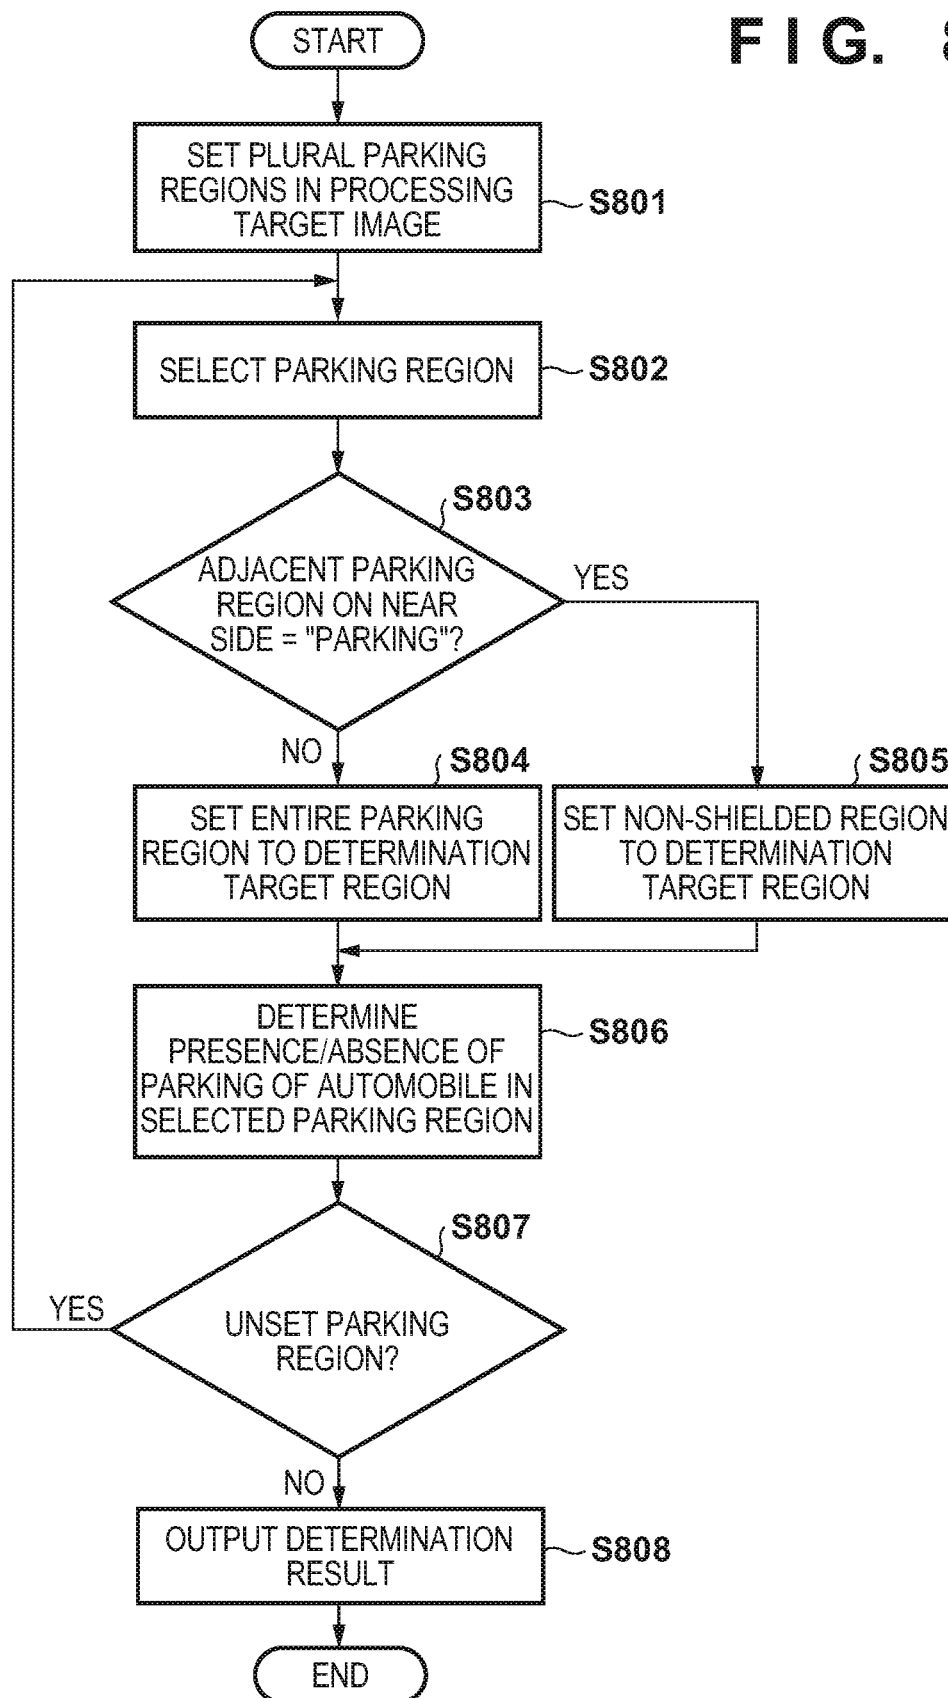 FIG. 8
START
SET PLURAL PARKING
REGIONS IN PROCESSING
TARGET IMAGE
S801
SELECT PARKING REGION
S802
S803
ADJACENT PARKING
REGION ON NEAR
SIDE = "PARKING"?
YES
NO
S804
SET ENTIRE PARKING
REGION TO DETERMINATION
TARGET REGION
S805
SET NON-SHIELDED REGION
TO DETERMINATION
TARGET REGION
DETERMINE
PRESENCE/ABSENCE OF
PARKING OF AUTOMOBILE IN
SELECTED PARKING REGION
S806
S807
YES
UNSET PARKING
REGION?
NO
OUTPUT DETERMINATION
RESULT
S808
END